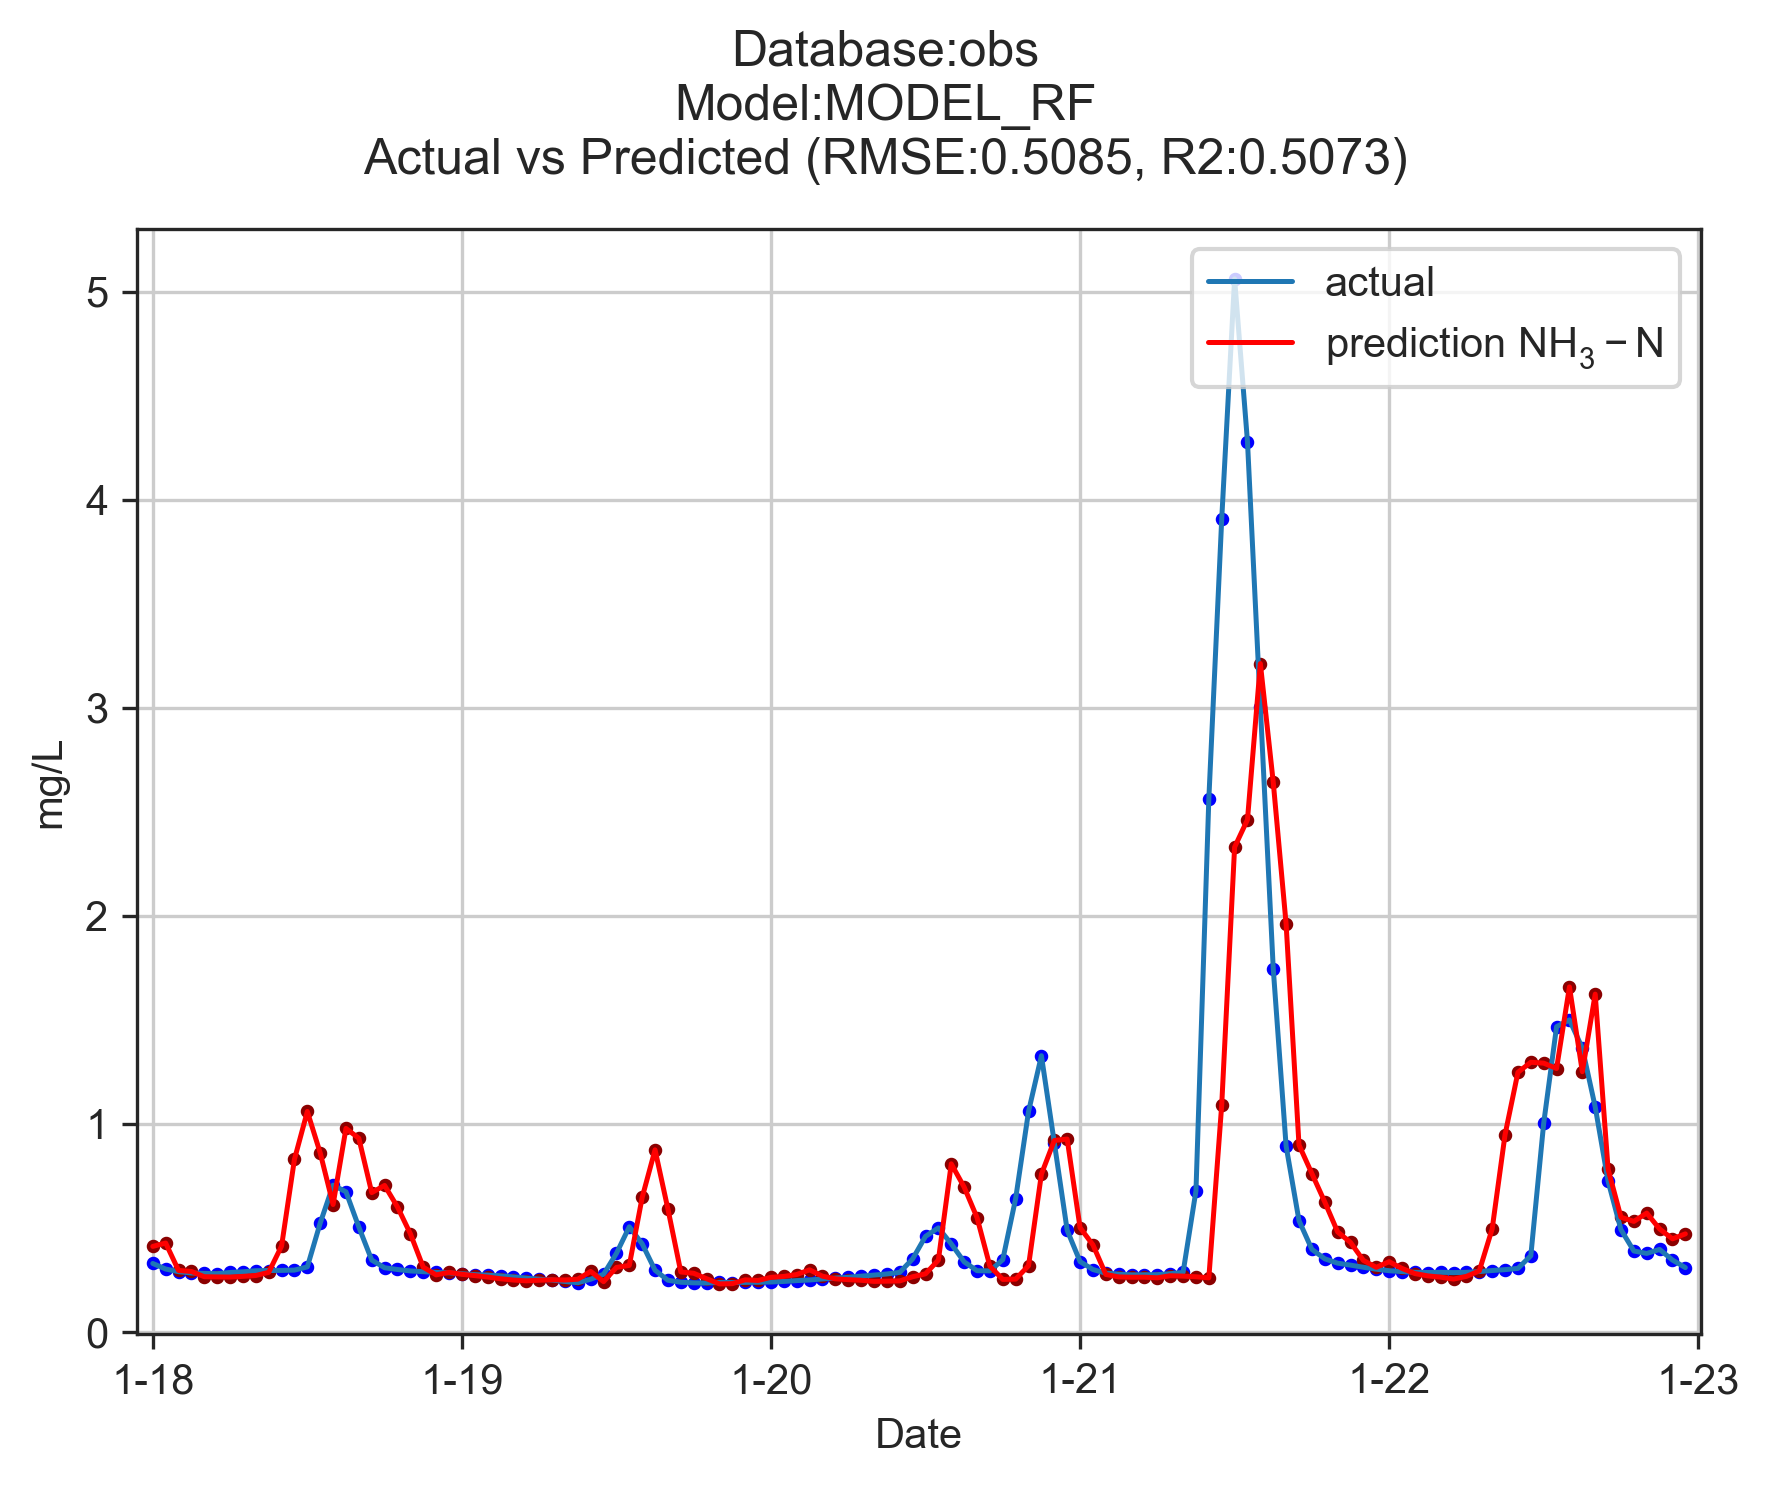 Database:obs
Model:MODEL_RF
Actual vs Predicted (RMSE:0.5085, R2:0.5073)
actual
prediction NH₃ − N
5
4
3
2
1
0
mg/L
1-18 1-19 1-20 1-21 1-22 1-23
Date